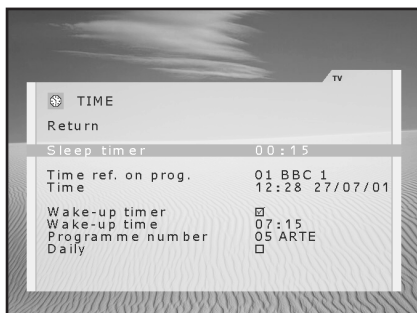 TV
TIME
Return
Sleep timer 00:15
Time ref. on prog. 01 BBC 1
Time 12:28 27/07/01
Wake-up timer ☑
Wake-up time 07:15
Programme number 05 ARTE
Daily ☐